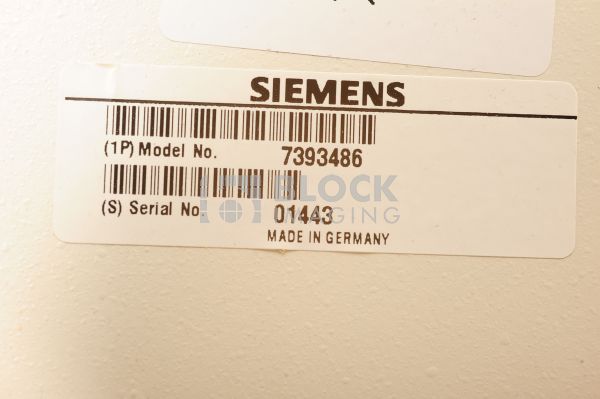 SIEMENS
(1P) Model No. 7393486
BLOCK
IMAGING
(S) Serial No. 01443
MADE IN GERMANY